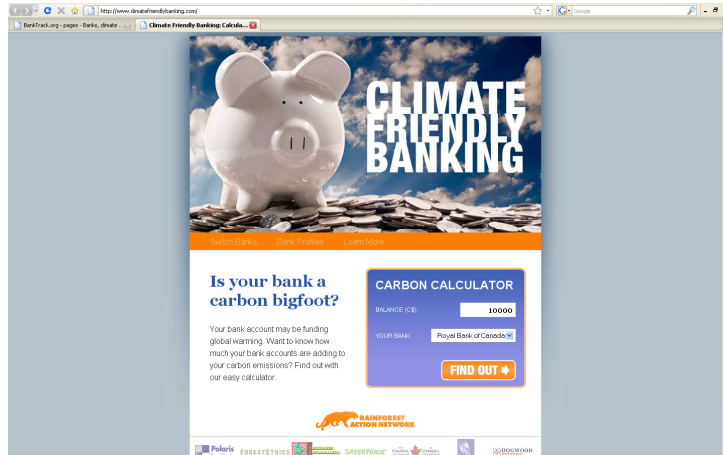 http://www.climatefriendlybanking.com/
Google
BankTrack.org - pages - Banks, climate ...
Climate Friendly Banking: Calcula...
CLIMATE
FRIENDLY
BANKING
Switch Banks Bank Profiles Learn More
Is your bank a
carbon bigfoot?
Your bank account may be funding
global warming. Want to know how
much your bank accounts are adding to
your carbon emissions? Find out with
our easy calculator.
CARBON CALCULATOR
BALANCE (C$) 10000
YOUR BANK Royal Bank of Canada
FIND OUT
RAINFOREST
ACTION NETWORK
Polaris
FORESTETHICS
GREENPEACE
DOGWOOD